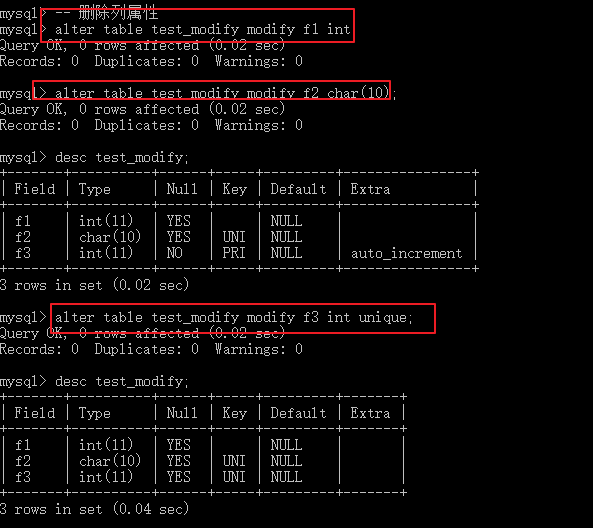 mysql> -- 删除列属性
mysql> alter table test_modify modify f1 int
Query OK, 0 rows affected (0.02 sec)
Records: 0  Duplicates: 0  Warnings: 0
mysql> alter table test_modify modify f2 char(10);
Query OK, 0 rows affected (0.02 sec)
Records: 0  Duplicates: 0  Warnings: 0
mysql> desc test_modify;
+-------+----------+------+-----+---------+----------------+
| Field | Type     | Null | Key | Default | Extra          |
+-------+----------+------+-----+---------+----------------+
| f1    | int(11)  | YES  |     | NULL    |                |
| f2    | char(10) | YES  | UNI | NULL    |                |
| f3    | int(11)  | NO   | PRI | NULL    | auto_increment |
+-------+----------+------+-----+---------+----------------+
3 rows in set (0.02 sec)
mysql> alter table test_modify modify f3 int unique;
Query OK, 0 rows affected (0.02 sec)
Records: 0  Duplicates: 0  Warnings: 0
mysql> desc test_modify;
+-------+----------+------+-----+---------+-------+
| Field | Type     | Null | Key | Default | Extra |
+-------+----------+------+-----+---------+-------+
| f1    | int(11)  | YES  |     | NULL    |       |
| f2    | char(10) | YES  | UNI | NULL    |       |
| f3    | int(11)  | YES  | UNI | NULL    |       |
+-------+----------+------+-----+---------+-------+
3 rows in set (0.04 sec)